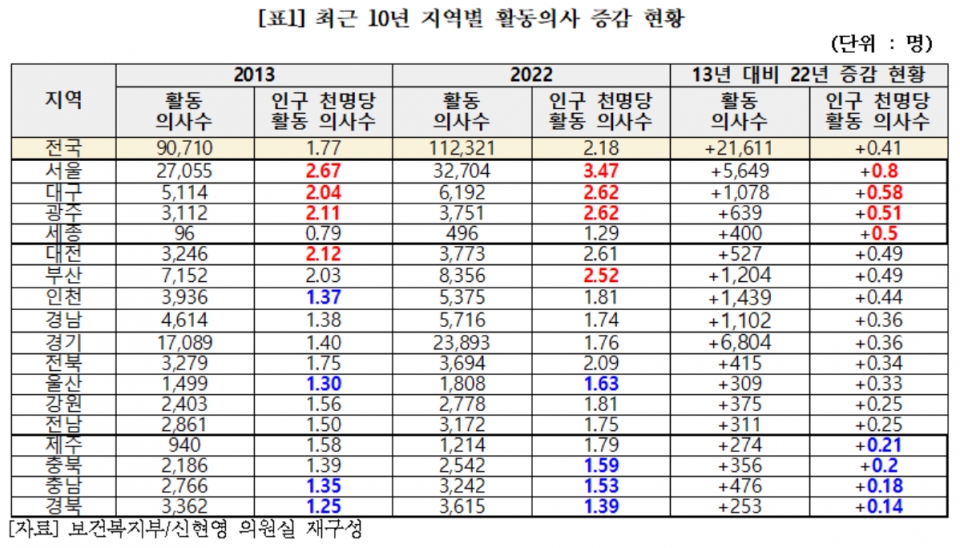 [표1] 최근 10년 지역별 활동의사 증감 현황
(단위 : 명)
지역 2013 2022 13년 대비 22년 증감 현황
활동 의사수 인구 천명당 활동 의사수 활동 의사수 인구 천명당 활동 의사수 활동 의사수 인구 천명당 활동 의사수
전국 90,710 1.77 112,321 2.18 +21,611 +0.41
서울 27,055 2.67 32,704 3.47 +5,649 +0.8
대구 5,114 2.04 6,192 2.62 +1,078 +0.58
광주 3,112 2.11 3,751 2.62 +639 +0.51
세종 96 0.79 496 1.29 +400 +0.5
대전 3,246 2.12 3,773 2.61 +527 +0.49
부산 7,152 2.03 8,356 2.52 +1,204 +0.49
인천 3,936 1.37 5,375 1.81 +1,439 +0.44
경남 4,614 1.38 5,716 1.74 +1,102 +0.36
경기 17,089 1.40 23,893 1.76 +6,804 +0.36
전북 3,279 1.75 3,694 2.09 +415 +0.34
울산 1,499 1.30 1,808 1.63 +309 +0.33
강원 2,403 1.56 2,778 1.81 +375 +0.25
전남 2,861 1.50 3,172 1.75 +311 +0.25
제주 940 1.58 1,214 1.79 +274 +0.21
충북 2,186 1.39 2,542 1.59 +356 +0.2
충남 2,766 1.35 3,242 1.53 +476 +0.18
경북 3,362 1.25 3,615 1.39 +253 +0.14
[자료] 보건복지부/신현영 의원실 재구성